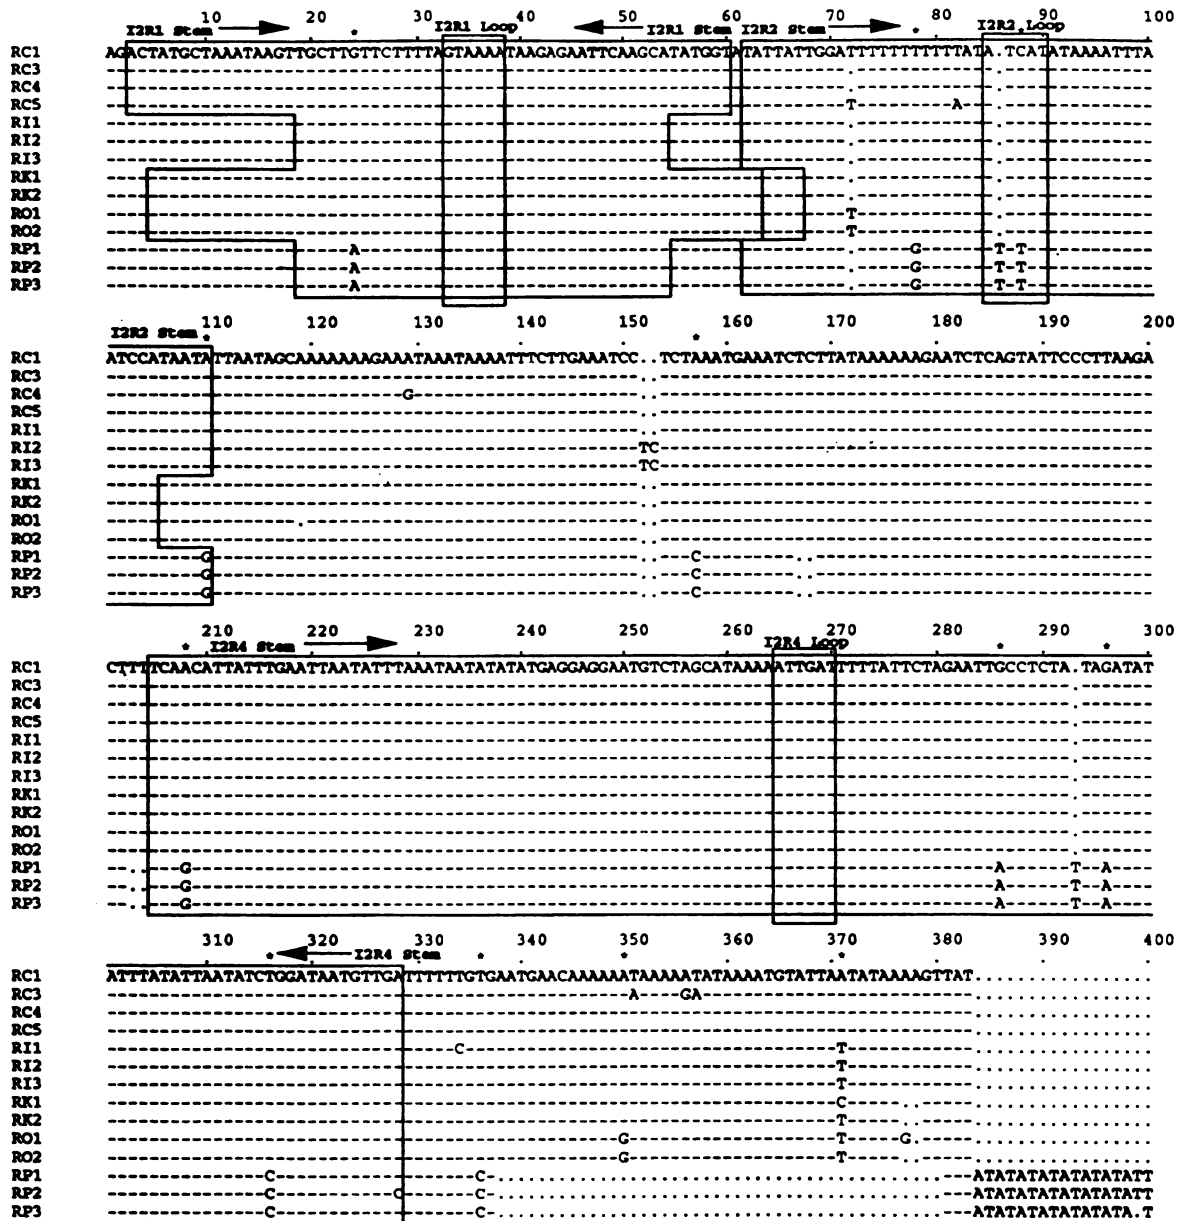 10 20 30 40 50 60 70 80 90 100
I2R1 Stem I2R1 Loop I2R1 Stem I2R2 Stem I2R2 Loop
* * *
RC1 AGACTATGCTAAATAAGTTGCTTGTTCTTTTAGTAAAATAAGAGAATTCAAGCATATGGTATATTATTGGATTTTTTTTTTTATA.TCATATAAAATTTA
RC3 -----------------------------------------------------------------------.-------------.--------------
RC4 -----------------------------------------------------------------------.-------------.--------------
RC5 -----------------------------------------------------------------------T---------A---.--------------
RI1 -----------------------------------------------------------------------.-------------.--------------
RI2 -----------------------------------------------------------------------.-------------.--------------
RI3 -----------------------------------------------------------------------.-------------.--------------
RK1 -----------------------------------------------------------------------.-------------.--------------
RK2 -----------------------------------------------------------------------.-------------.--------------
RO1 -----------------------------------------------------------------------T-------------.--------------
RO2 -----------------------------------------------------------------------T-------------.--------------
RP1 -----------------------A-----------------------------------------------.-----G-------T-T------------
RP2 -----------------------A-----------------------------------------------.-----G-------T-T------------
RP3 -----------------------A-----------------------------------------------.-----G-------T-T------------
110 120 130 140 150 160 170 180 190 200
I2R2 Stem
* *
RC1 ATCCATAATATTAATAGCAAAAAAAGAAATAAATAAAATTTCTTGAAATCC..TCTAAATGAAATCTCTTATAAAAAAGAATCTCAGTATTCCCTTAAGA
RC3 ---------------------------------------------------..-----------------------------------------------
RC4 ----------------------------G----------------------..-----------------------------------------------
RC5 ---------------------------------------------------..-----------------------------------------------
RI1 ---------------------------------------------------..-----------------------------------------------
RI2 ---------------------------------------------------TC-----------------------------------------------
RI3 ---------------------------------------------------TC-----------------------------------------------
RK1 ---------------------------------------------------..-----------------------------------------------
RK2 ---------------------------------------------------..-----------------------------------------------
RO1 ------------------.--------------------------------..-----------------------------------------------
RO2 ---------------------------------------------------..-----------------------------------------------
RP1 ---------G-----------------------------------------..---C---------..--------------------------------
RP2 ---------G-----------------------------------------..---C---------..--------------------------------
RP3 ---------G-----------------------------------------..---C---------..--------------------------------
210 220 230 240 250 260 270 280 290 300
I2R4 Stem I2R4 Loop
* * *
RC1 CTTTTCAACATTATTTGAATTAATATTTAAATAATATATATGAGGAGGAATGTCTAGCATAAAAATTGATTTTTATTCTAGAATTGCCTCTA.TAGATAT
RC3 --------------------------------------------------------------------------------------------.-------
RC4 --------------------------------------------------------------------------------------------.-------
RC5 --------------------------------------------------------------------------------------------.-------
RI1 --------------------------------------------------------------------------------------------.-------
RI2 --------------------------------------------------------------------------------------------.-------
RI3 --------------------------------------------------------------------------------------------.-------
RK1 --------------------------------------------------------------------------------------------.-------
RK2 --------------------------------------------------------------------------------------------.-------
RO1 --------------------------------------------------------------------------------------------.-------
RO2 --------------------------------------------------------------------------------------------.-------
RP1 --..---G-----------------------------------------------------------------------------A------T--A----
RP2 --..---G-----------------------------------------------------------------------------A------T--A----
RP3 --..---G-----------------------------------------------------------------------------A------T--A----
310 320 330 340 350 360 370 380 390 400
I2R4 Stem
* * * *
RC1 ATTTATATTAATATCTGGATAATGTTGATTTTTTGTGAATGAACAAAAAATAAAAATATAAAATGTATTAATATAAAAGTTAT.................
RC3 --------------------------------------------------A----GA--------------------------.................
RC4 -----------------------------------------------------------------------------------.................
RC5 -----------------------------------------------------------------------------------.................
RI1 ---------------------------------C------------------------------------T------------.................
RI2 ----------------------------------------------------------------------T------------.................
RI3 ----------------------------------------------------------------------T------------.................
RK1 ----------------------------------------------------------------------C-----..-----.................
RK2 ----------------------------------------------------------------------T-----..-----.................
RO1 -------------------------------------------------G--------------------T-----G.-----.................
RO2 -------------------------------------------------G--------------------T-----..-----.................
RP1 ---------------C-------------------C-...........................................---ATATATATATATATATT
RP2 ---------------C-----------C-------C-...........................................---ATATATATATATATATT
RP3 ---------------C-------------------C-...........................................---ATATATATATATATA.T